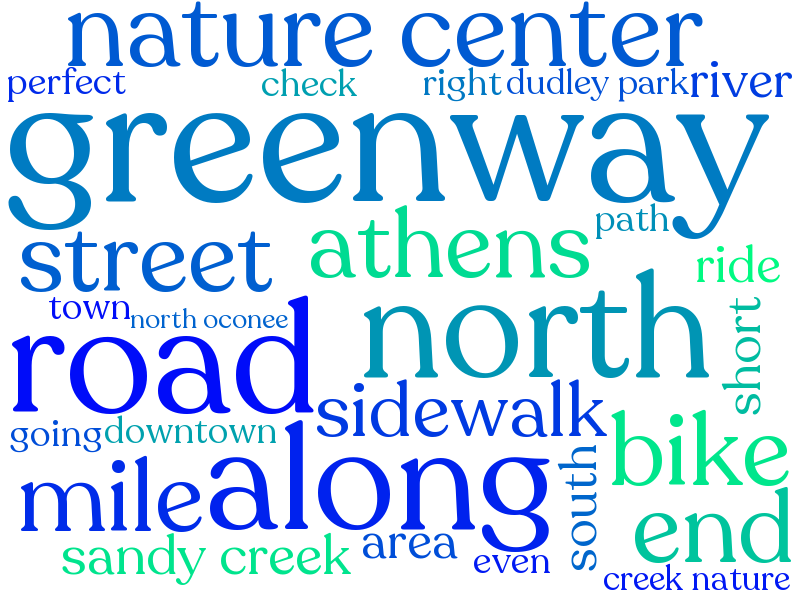 nature center
perfect check right dudley park river
greenway
path
street athens ride
town north oconee
road north short
sidewalk
going downtown bike
mile along south end
sandy creek area even
creek nature